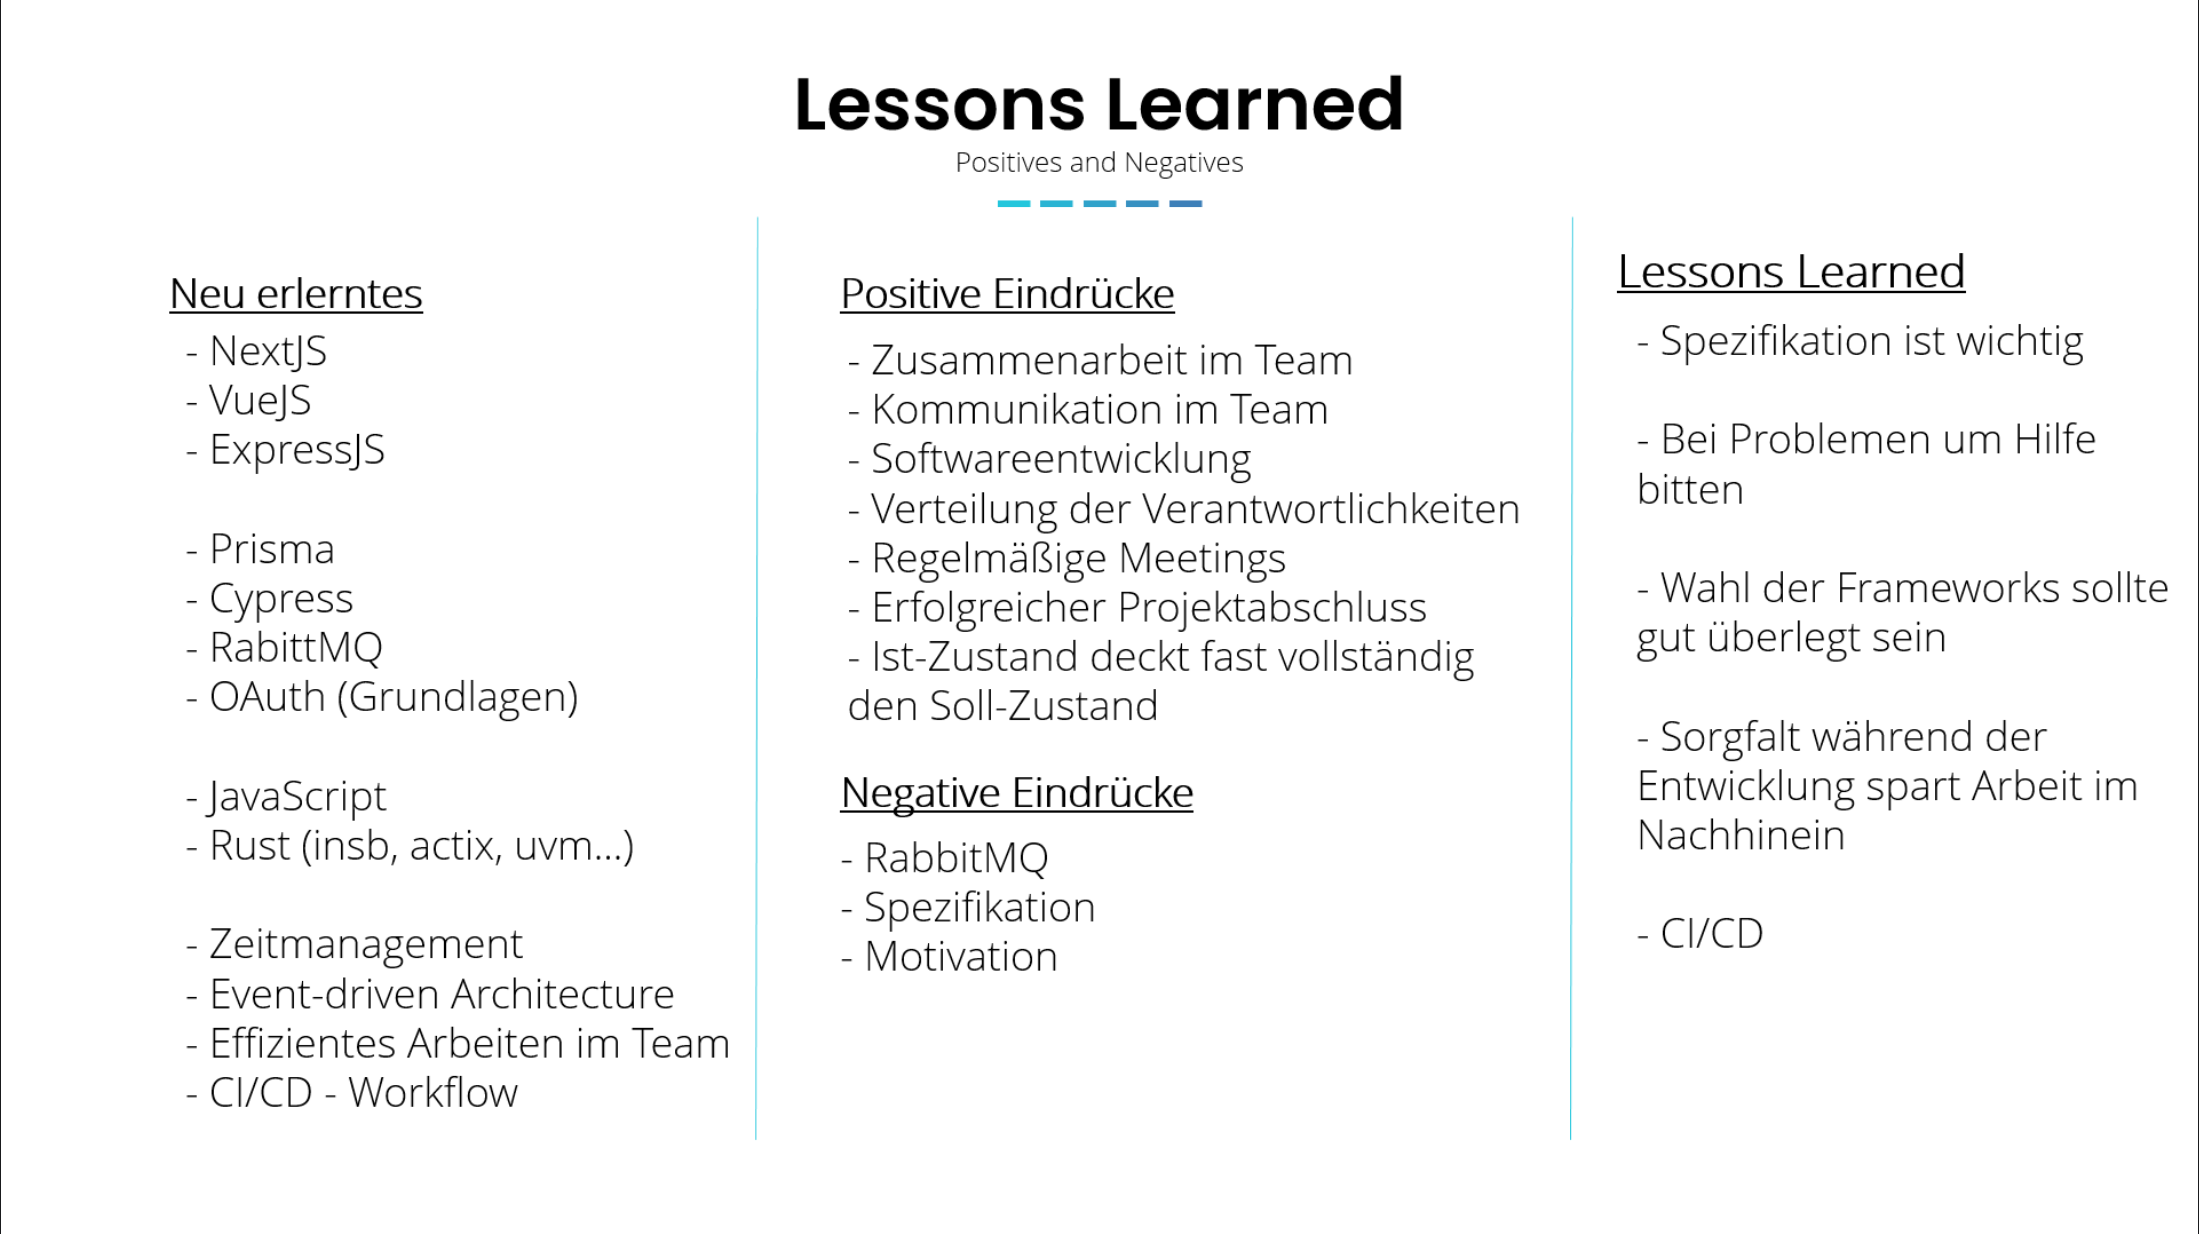 Lessons Learned
Positives and Negatives
Neu erlerntes
- NextJS
- VueJS
- ExpressJS
- Prisma
- Cypress
- RabittMQ
- OAuth (Grundlagen)
- JavaScript
- Rust (insb, actix, uvm...)
- Zeitmanagement
- Event-driven Architecture
- Effizientes Arbeiten im Team
- CI/CD - Workflow
Positive Eindrücke
- Zusammenarbeit im Team
- Kommunikation im Team
- Softwareentwicklung
- Verteilung der Verantwortlichkeiten
- Regelmäßige Meetings
- Erfolgreicher Projektabschluss
- Ist-Zustand deckt fast vollständig
den Soll-Zustand
Negative Eindrücke
- RabbitMQ
- Spezifikation
- Motivation
Lessons Learned
- Spezifikation ist wichtig
- Bei Problemen um Hilfe
bitten
- Wahl der Frameworks sollte
gut überlegt sein
- Sorgfalt während der
Entwicklung spart Arbeit im
Nachhinein
- CI/CD